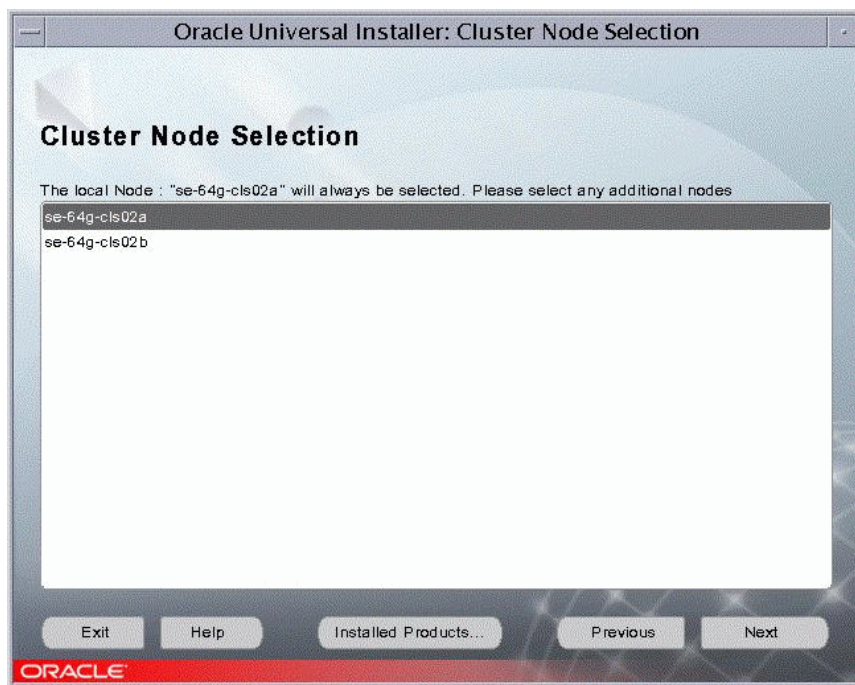 Oracle Universal Installer: Cluster Node Selection
Cluster Node Selection
The local Node : "se-64g-cls02a" will always be selected. Please select any additional nodes
se-64g-cls02a
se-64g-cls02b
Exit Help Installed Products... Previous Next
ORACLE